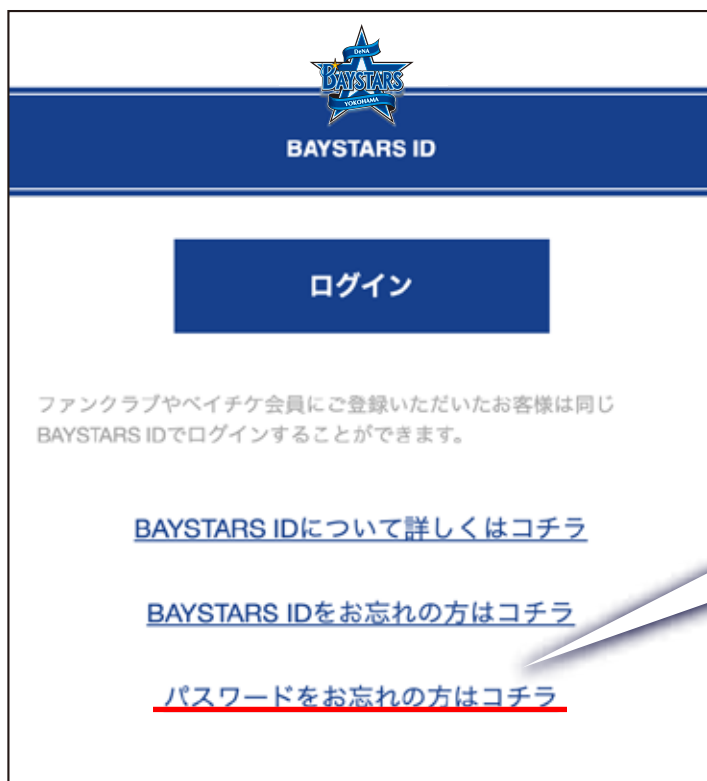 DeNA
BAYSTARS
YOKOHAMA
BAYSTARS ID
ログイン
ファンクラブやベイチケ会員にご登録いただいたお客様は同じ
BAYSTARS IDでログインすることができます。
BAYSTARS IDについて詳しくはコチラ
BAYSTARS IDをお忘れの方はコチラ
パスワードをお忘れの方はコチラ